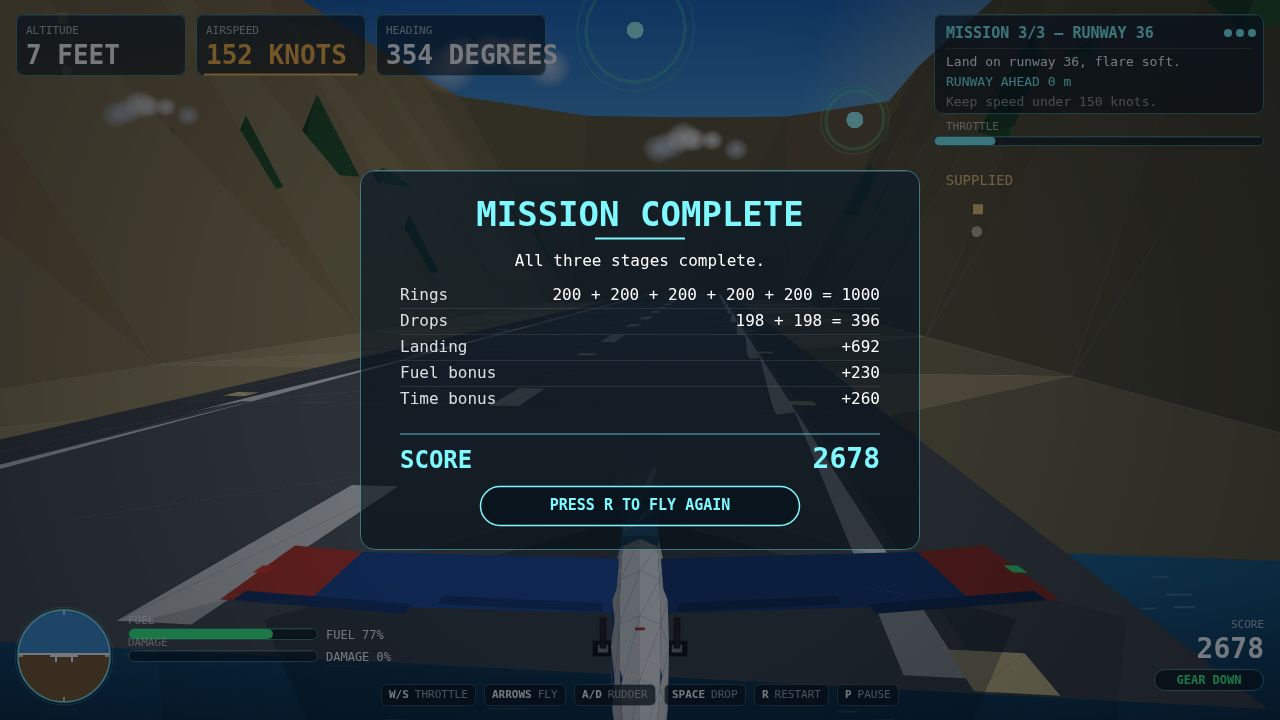 ALTITUDE
7 FEET
AIRSPEED
152 KNOTS
HEADING
354 DEGREES
MISSION 3/3 — RUNWAY 36
Land on runway 36, flare soft.
RUNWAY AHEAD 0 m
Keep speed under 150 knots.
THROTTLE
SUPPLIED
MISSION COMPLETE
All three stages complete.
Rings 200 + 200 + 200 + 200 + 200 = 1000
Drops 198 + 198 = 396
Landing +692
Fuel bonus +230
Time bonus +260
SCORE 2678
PRESS R TO FLY AGAIN
FUEL
FUEL 77%
DAMAGE
DAMAGE 0%
SCORE
2678
GEAR DOWN
W/S THROTTLE ARROWS FLY A/D RUDDER SPACE DROP R RESTART P PAUSE